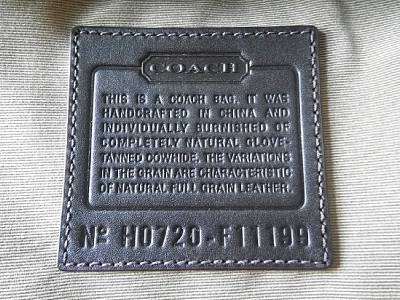 COACH
THIS IS A COACH BAG. IT WAS
HANDCRAFTED IN CHINA AND
INDIVIDUALLY BURNISHED OF
COMPLETELY NATURAL GLOVE-
TANNED COWHIDE. THE VARIATIONS
IN THE GRAIN ARE CHARACTERISTIC
OF NATURAL FULL GRAIN LEATHER.
Nº H0720-F11199